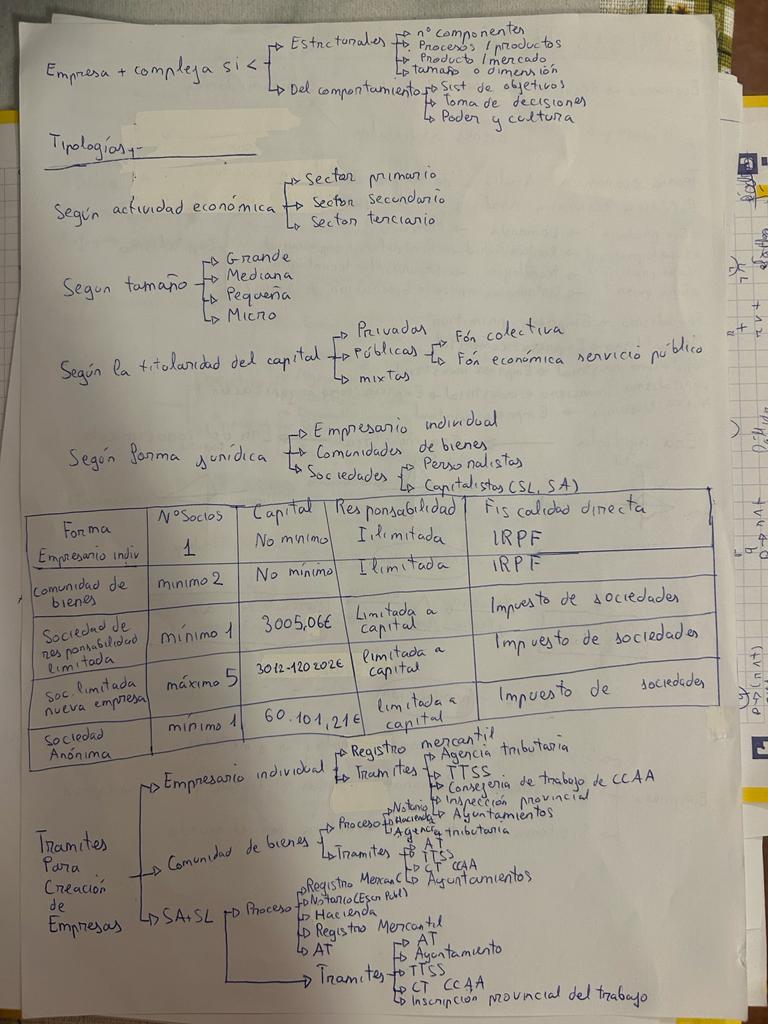 Empresa + compleja si <
Estructurales
nº componentes
Procesos / productos
Producto / mercado
tamaño o dimensión
Del comportamiento
Sist de objetivos
Toma de decisiones
Poder y cultura
Tipologías
Según actividad económica
Sector primario
Sector secundario
Sector terciario
Segun tamaño
Grande
Mediana
Pequeña
Micro
Según la titularidad del capital
Privadas
Públicas
Fón colectiva
Fón económica servicio público
mixtas
Según forma jurídica
Empresario individual
Comunidades de bienes
Sociedades
Personalistas
Capitalistas (SL, SA)
Forma Nº Socios Capital Responsabilidad Fiscalidad directa
Empresario indiv 1 No mínimo Ilimitada IRPF
Comunidad de bienes minimo 2 No mínimo Ilimitada IRPF
Sociedad de responsabilidad limitada mínimo 1 3005,06€ Limitada a capital Impuesto de sociedades
Soc. limitada nueva empresa máximo 5 3012-120202€ limitada a capital Impuesto de sociedades
Sociedad Anónima mínimo 1 60.101,21€ limitada a capital Impuesto de sociedades
Tramites Para Creación de Empresas
Empresario individual
Registro mercantil
Tramites
Agencia tributaria
TTSS
Consejeria de trabajo de CCAA
Inspección provincial
Ayuntamientos
Comunidad de bienes
Proceso
Notario
Hacienda
Agencia tributaria
Tramites
AT
TTSS
CT CCAA
Ayuntamientos
SA+SL
Proceso
Registro Mercant
Notario (Escri Publ)
Hacienda
Registro Mercantil
AT
Tramites
AT
Ayuntamiento
TTSS
CT CCAA
Inscripción provincial del trabajo